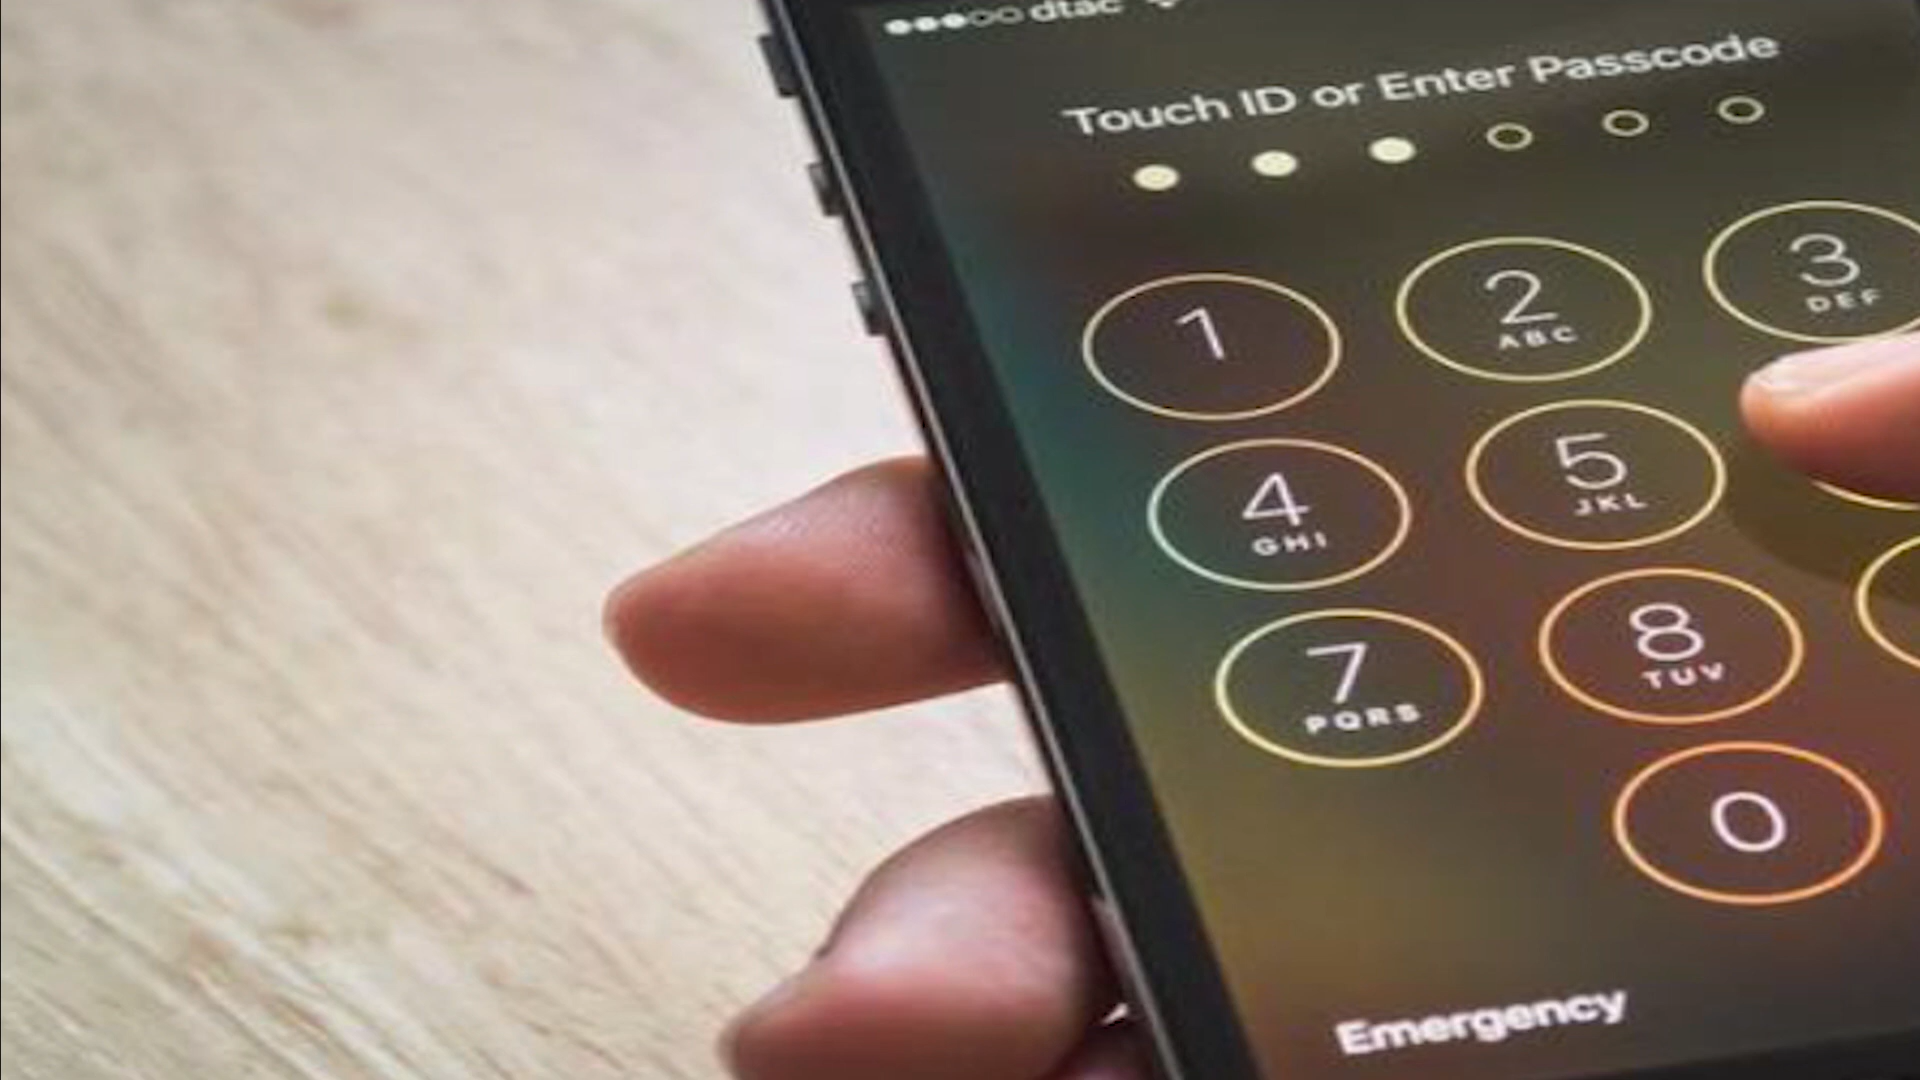 dtac
Touch ID or Enter Passcode
1
2
ABC
3
DEF
4
GHI
5
JKL
7
PQRS
8
TUV
0
Emergency